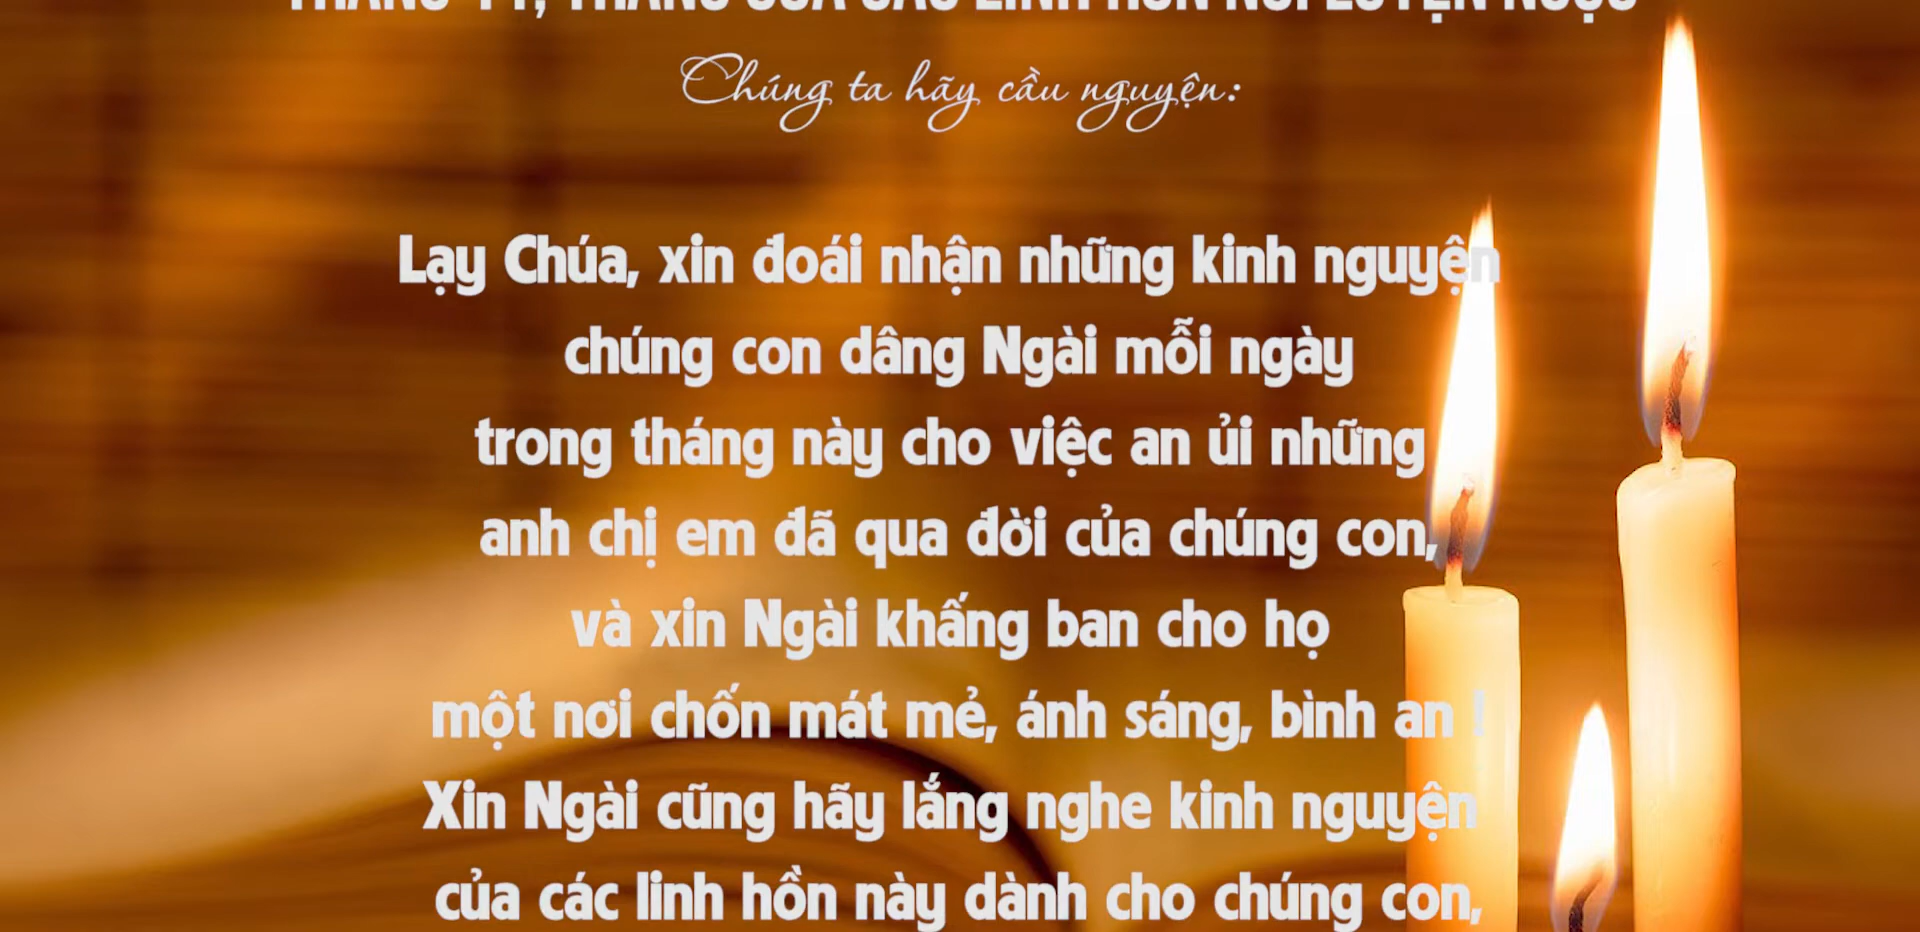 THÁNG 11, THÁNG CỦA CÁC LINH HỒN NƠI LUYỆN NGỤC
Chúng ta hãy cầu nguyện:
Lạy Chúa, xin đoái nhận những kinh nguyện
chúng con dâng Ngài mỗi ngày
trong tháng này cho việc an ủi những
anh chị em đã qua đời của chúng con,
và xin Ngài khấng ban cho họ
một nơi chốn mát mẻ, ánh sáng, bình an !
Xin Ngài cũng hãy lắng nghe kinh nguyện
của các linh hồn này dành cho chúng con,